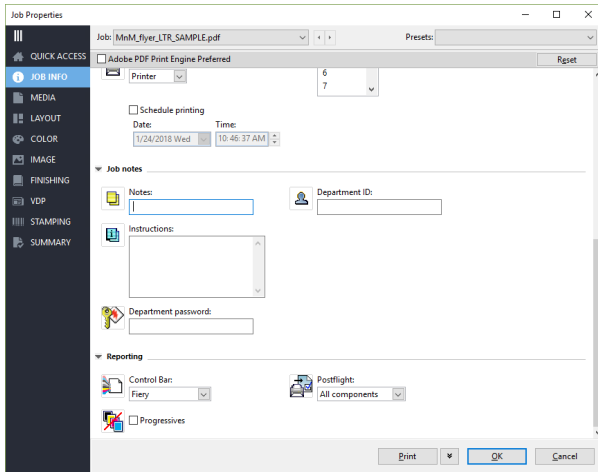 Job Properties
Job: MnM_flyer_LTR_SAMPLE.pdf Presets:
Adobe PDF Print Engine Preferred Reset
QUICK ACCESS
JOB INFO
MEDIA
LAYOUT
COLOR
IMAGE
FINISHING
VDP
STAMPING
SUMMARY
Printer
6
7
Schedule printing
Date: Time:
1/24/2018 Wed 10:46:37 AM
Job notes
Notes: Department ID:
Instructions:
Department password:
Reporting
Control Bar: Postflight:
Fiery All components
Progressives
Print OK Cancel